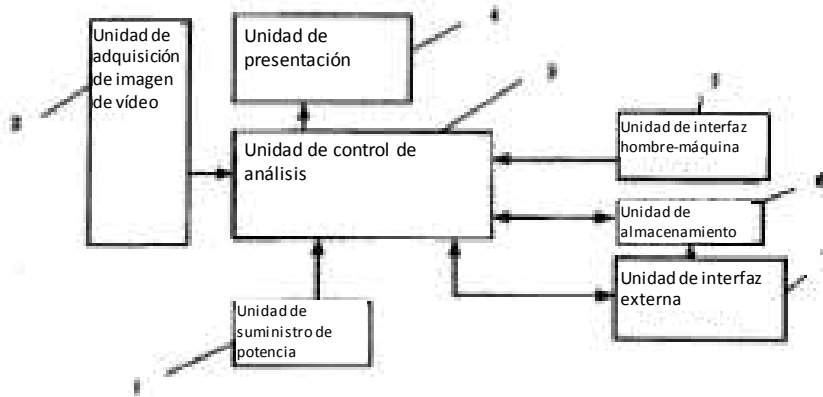 Unidad de
adquisición
de imagen
de vídeo
Unidad de
presentación
Unidad de control de
análisis
Unidad de interfaz
hombre-máquina
Unidad de
almacenamiento
Unidad de interfaz
externa
Unidad de
suministro de
potencia